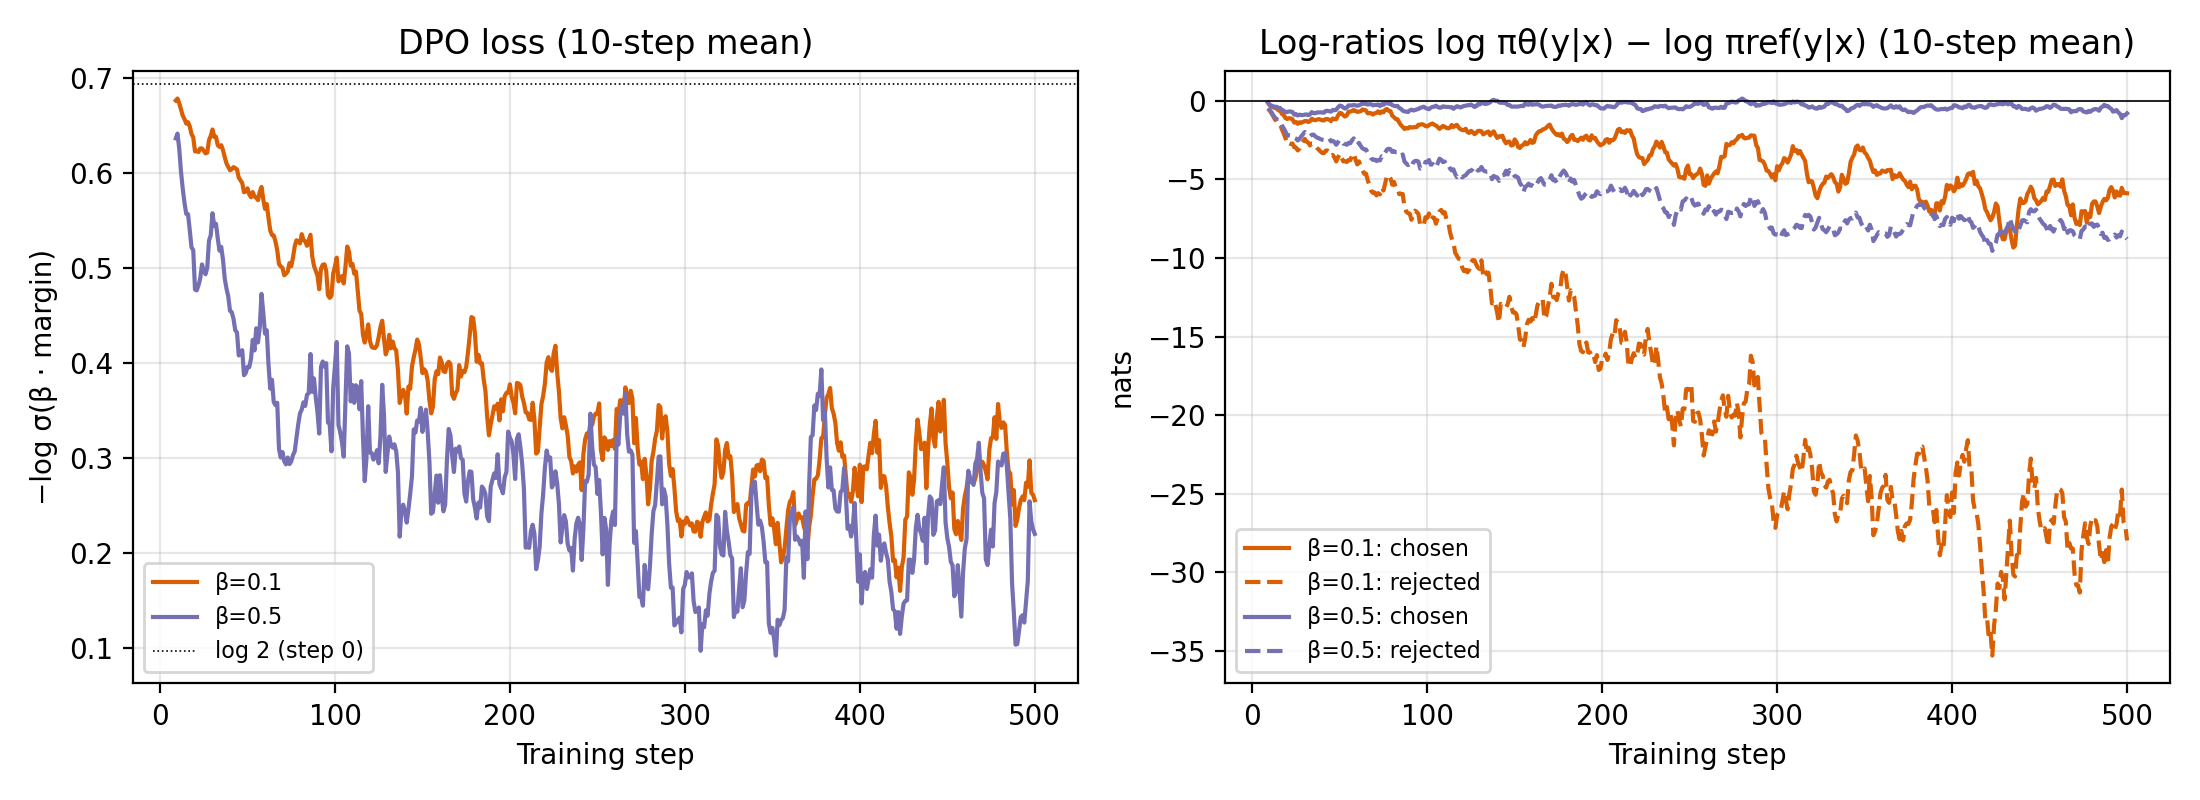 DPO loss (10-step mean)
−log σ(β · margin)
0.7
0.6
0.5
0.4
0.3
0.2
0.1
β=0.1
β=0.5
log 2 (step 0)
0 100 200 300 400 500
Training step
Log-ratios log πθ(y|x) − log πref(y|x) (10-step mean)
nats
0
−5
−10
−15
−20
−25
−30
−35
β=0.1: chosen
β=0.1: rejected
β=0.5: chosen
β=0.5: rejected
0 100 200 300 400 500
Training step